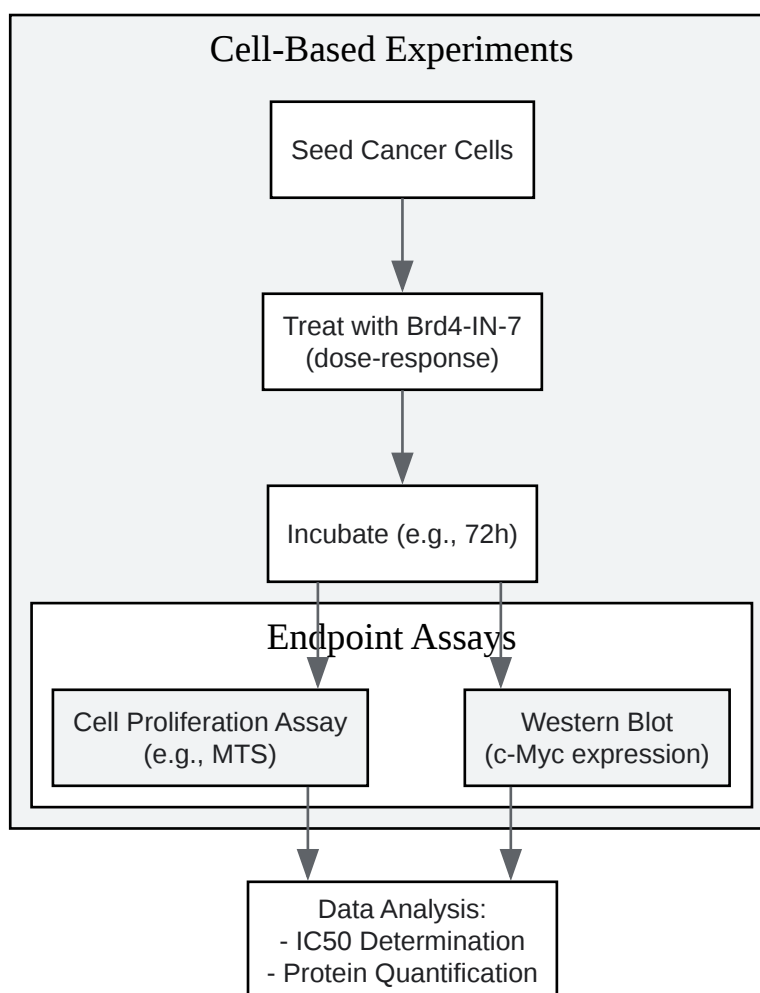 Cell-Based Experiments
Seed Cancer Cells
Treat with Brd4-IN-7
(dose-response)
Incubate (e.g., 72h)
Endpoint Assays
Cell Proliferation Assay
(e.g., MTS)
Western Blot
(c-Myc expression)
Data Analysis:
- IC50 Determination
- Protein Quantification